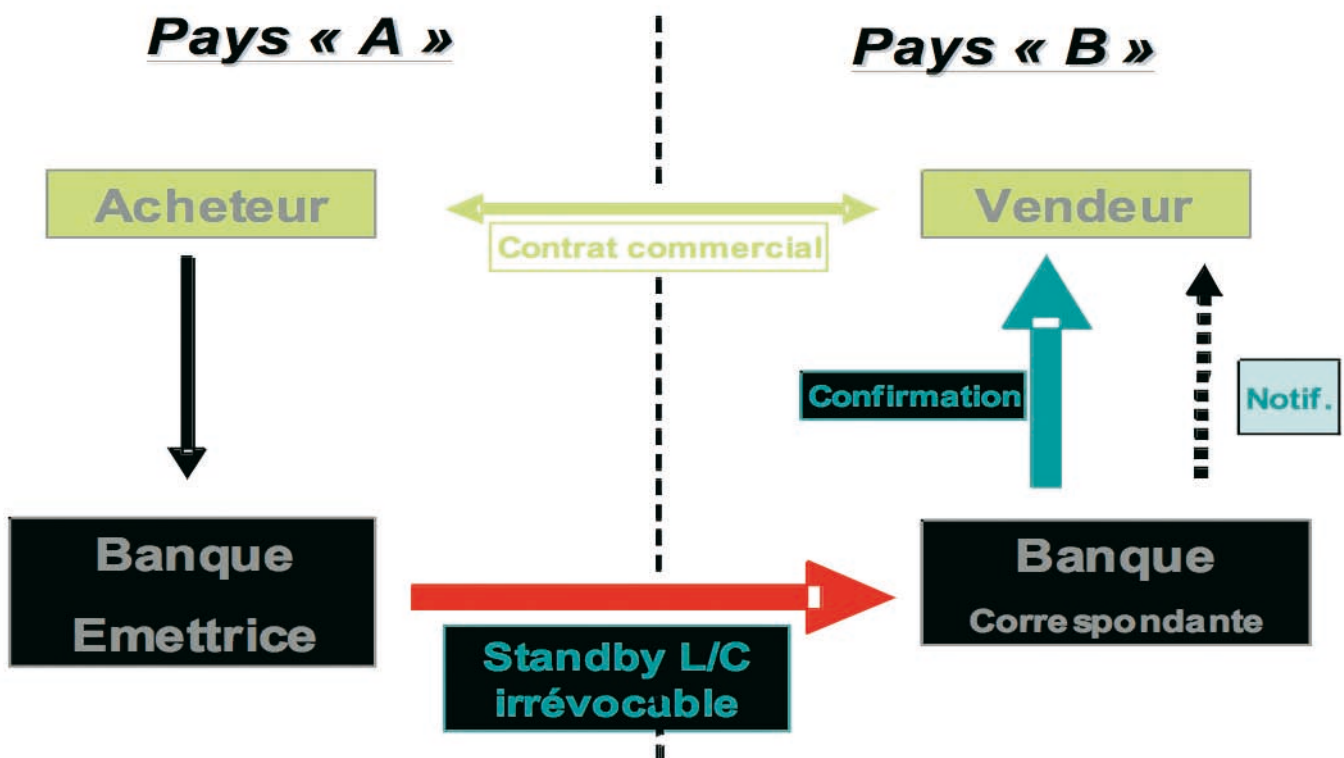 Pays « A »
Pays « B »
Acheteur
Vendeur
Contrat commercial
Confirmation
Notif.
Banque
Emettrice
Banque
Correspondante
Standby L/C
irrévocable